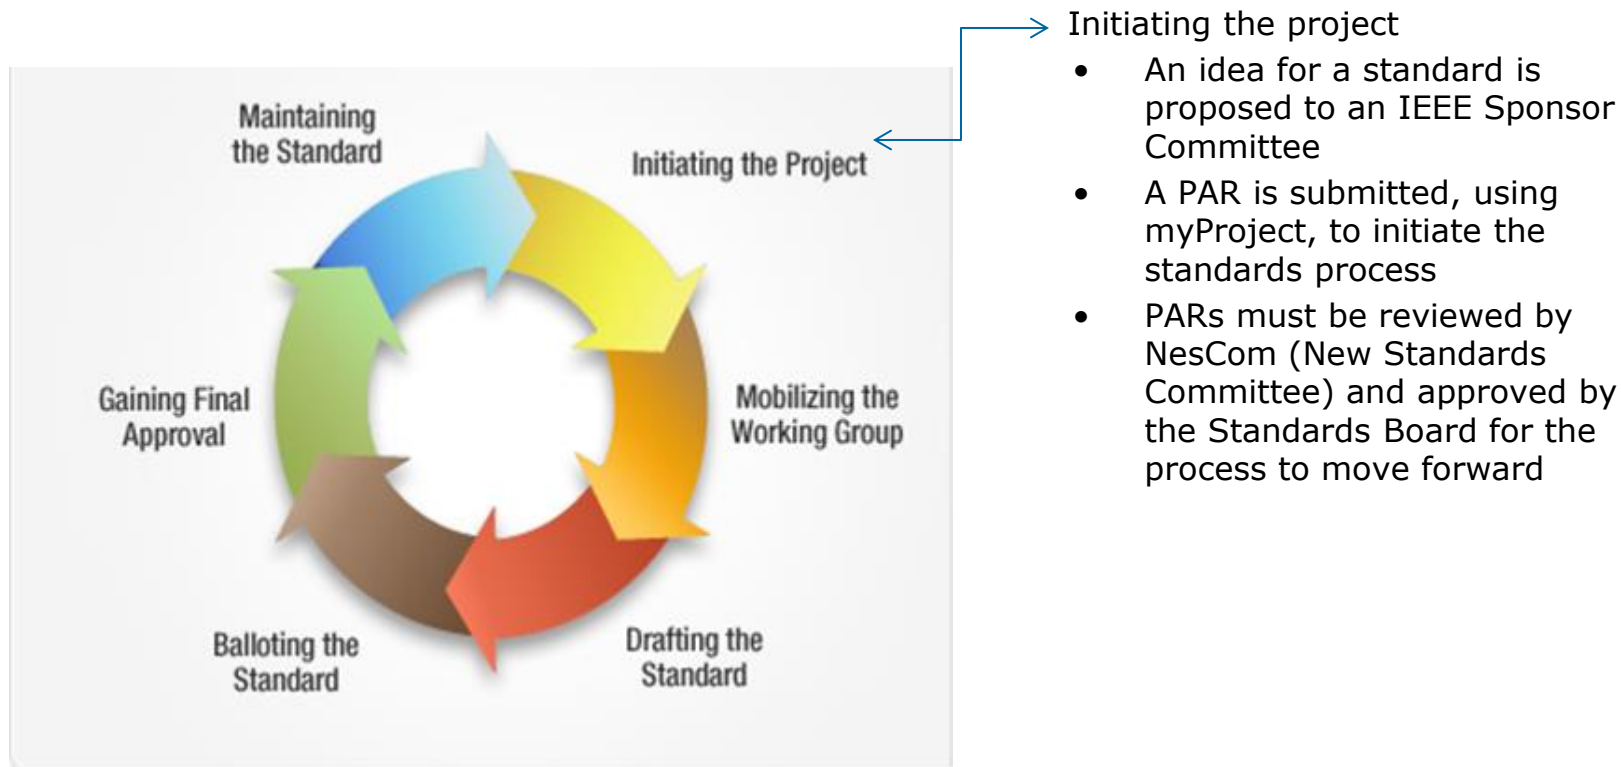 Maintaining
the Standard
Initiating the Project
Mobilizing the
Working Group
Drafting the
Standard
Balloting the
Standard
Gaining Final
Approval
Initiating the project
• An idea for a standard is
proposed to an IEEE Sponsor
Committee
• A PAR is submitted, using
myProject, to initiate the
standards process
• PARs must be reviewed by
NesCom (New Standards
Committee) and approved by
the Standards Board for the
process to move forward